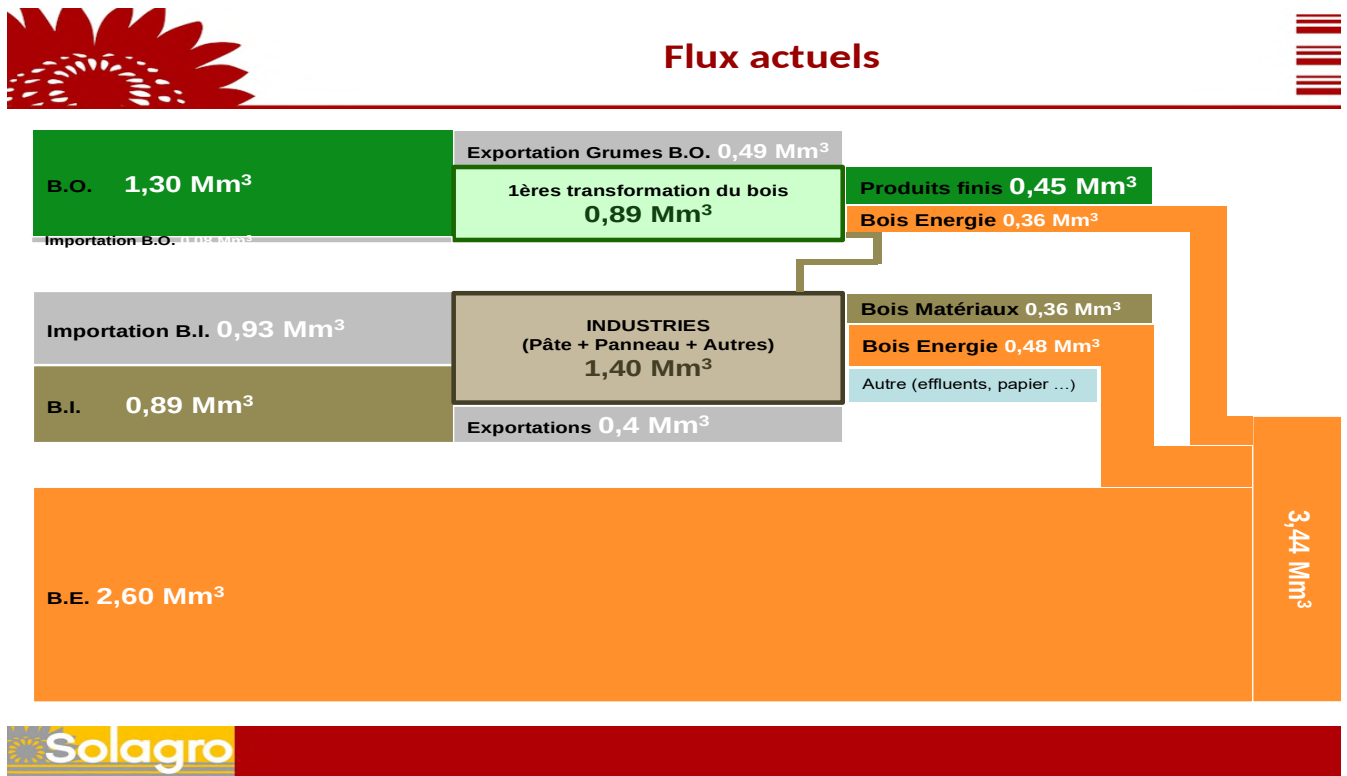 Flux actuels
Exportation Grumes B.O. 0,49 Mm³
B.O. 1,30 Mm³
1ères transformation du bois
0,89 Mm³
Produits finis 0,45 Mm³
Bois Energie 0,36 Mm³
Importation B.O. 0,08 Mm³
Importation B.I. 0,93 Mm³
INDUSTRIES
(Pâte + Panneau + Autres)
1,40 Mm³
Bois Matériaux 0,36 Mm³
Bois Energie 0,48 Mm³
Autre (effluents, papier ...)
B.I. 0,89 Mm³
Exportations 0,4 Mm³
B.E. 2,60 Mm³
3,44 Mm³
Solagro